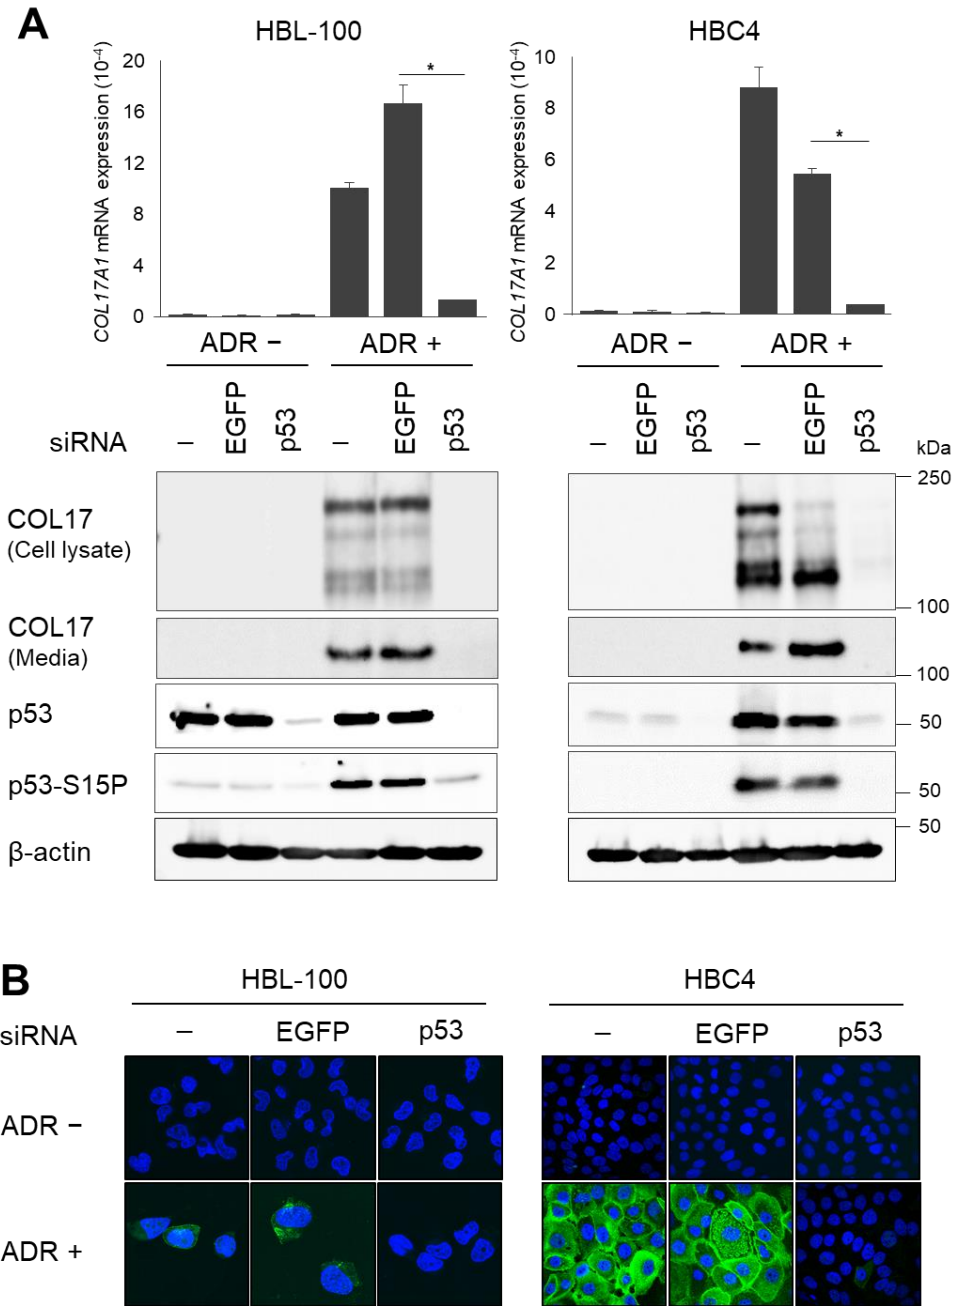 A
HBL-100
HBC4
COL17A1 mRNA expression (10⁻⁴)
20
16
12
8
4
0
*
COL17A1 mRNA expression (10⁻⁴)
10
8
6
4
2
0
*
ADR − ADR +
ADR − ADR +
siRNA – EGFP p53 – EGFP p53
– EGFP p53 – EGFP p53
kDa
COL17
(Cell lysate)
250
100
COL17
(Media)
100
p53
50
p53-S15P
50
β-actin
50
B
HBL-100
HBC4
siRNA – EGFP p53 – EGFP p53
ADR −
ADR +